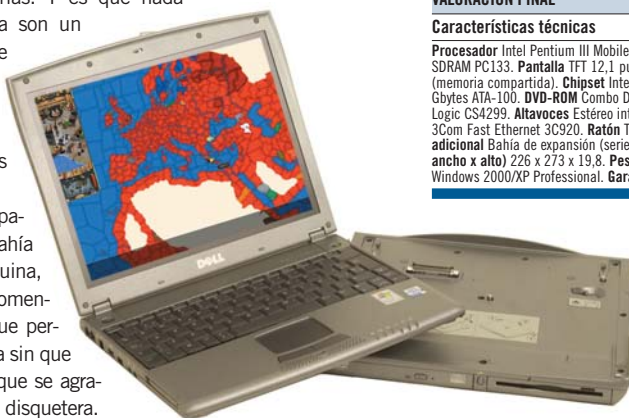 nas. Y es que nada
a son un
e
s
pa-
ahía
uina,
omen-
ue per-
a sin que
que se agra-
disquetera.
VALORACIÓN FINAL
Características técnicas
Procesador Intel Pentium III Mobile
SDRAM PC133. Pantalla TFT 12,1 pu
(memoria compartida). Chipset Inte
Gbytes ATA-100. DVD-ROM Combo D
Logic CS4299. Altavoces Estéreo int
3Com Fast Ethernet 3C920. Ratón T
adicional Bahía de expansión (serie
ancho x alto) 226 x 273 x 19,8. Pes
Windows 2000/XP Professional. Gara
DELL